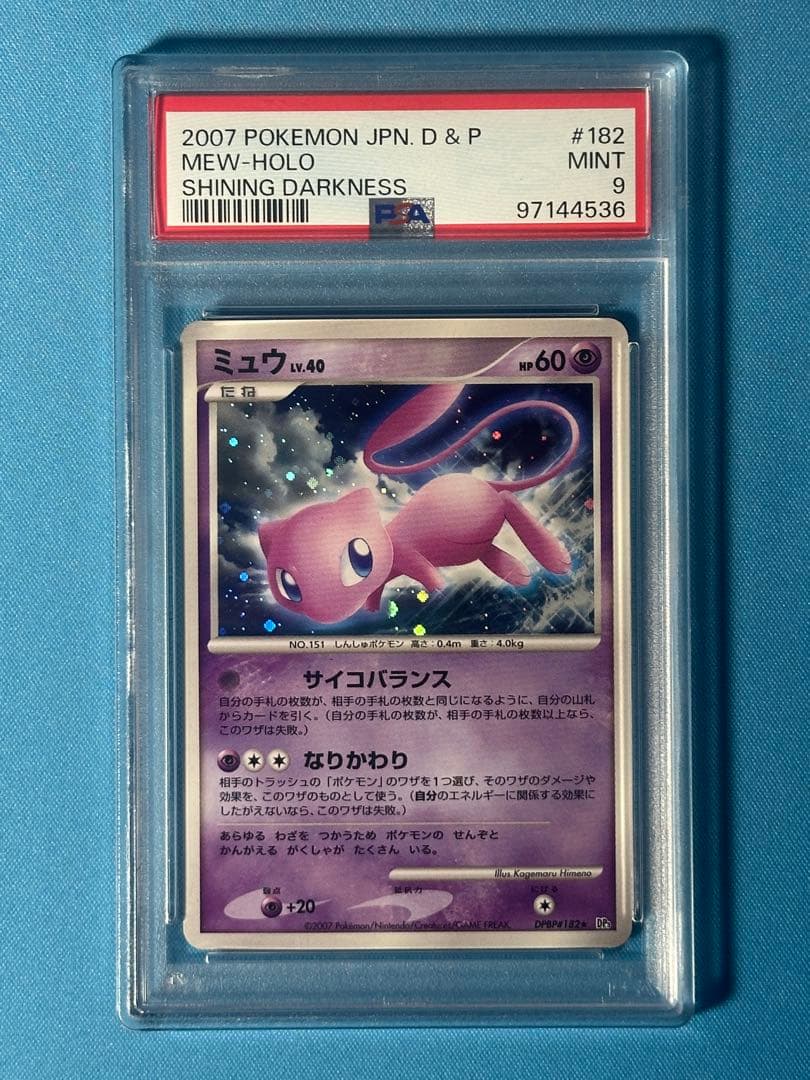 2007 POKEMON JPN. D & P #182
MEW-HOLO MINT
SHINING DARKNESS 9
PSA 97144536
ミュウ LV.40 HP60
たね
NO.151 しんしゅポケモン 高さ:0.4m 重さ:4.0kg
サイコバランス
自分の手札の枚数が、相手の手札の枚数と同じになるように、自分の山札
からカードを引く。(自分の手札の枚数が、相手の手札の枚数以上なら、
このワザは失敗。)
なりかわり
相手のトラッシュの「ポケモン」のワザを1つ選び、そのワザのダメージや
効果を、このワザのものとして使う。(自分のエネルギーに関係する効果に
したがえないなら、このワザは失敗。)
あらゆる わざを つかうため ポケモンの せんぞと
かんがえる がくしゃが たくさん いる。
Illus. Kagemaru Himeno
弱点 抵抗力 にげる
+20
©2007 Pokémon/Nintendo/Creatures/GAME FREAK. DPBP#182★ DP3